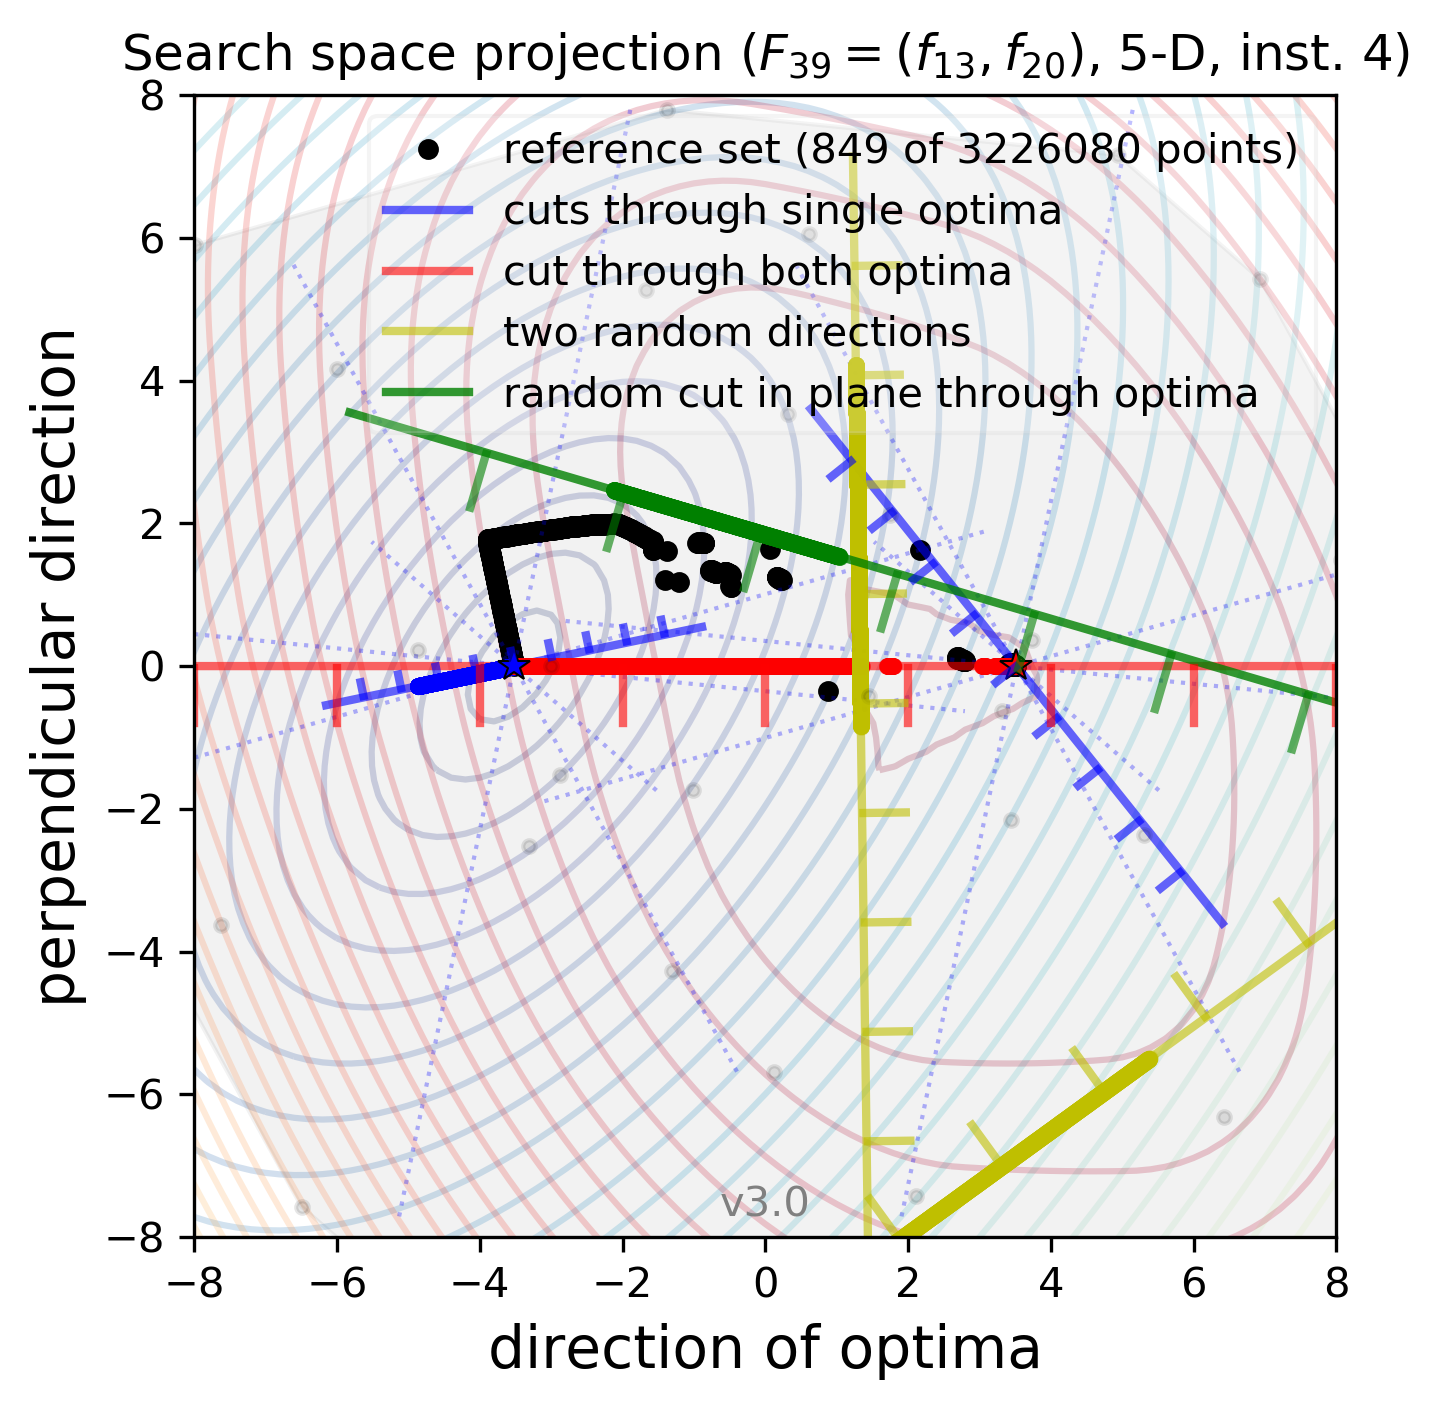 Search space projection (F39 = (f13, f20), 5-D, inst. 4)
reference set (849 of 3226080 points)
cuts through single optima
cut through both optima
two random directions
random cut in plane through optima
8
6
4
2
0
−2
−4
−6
−8
perpendicular direction
v3.0
−8 −6 −4 −2 0 2 4 6 8
direction of optima